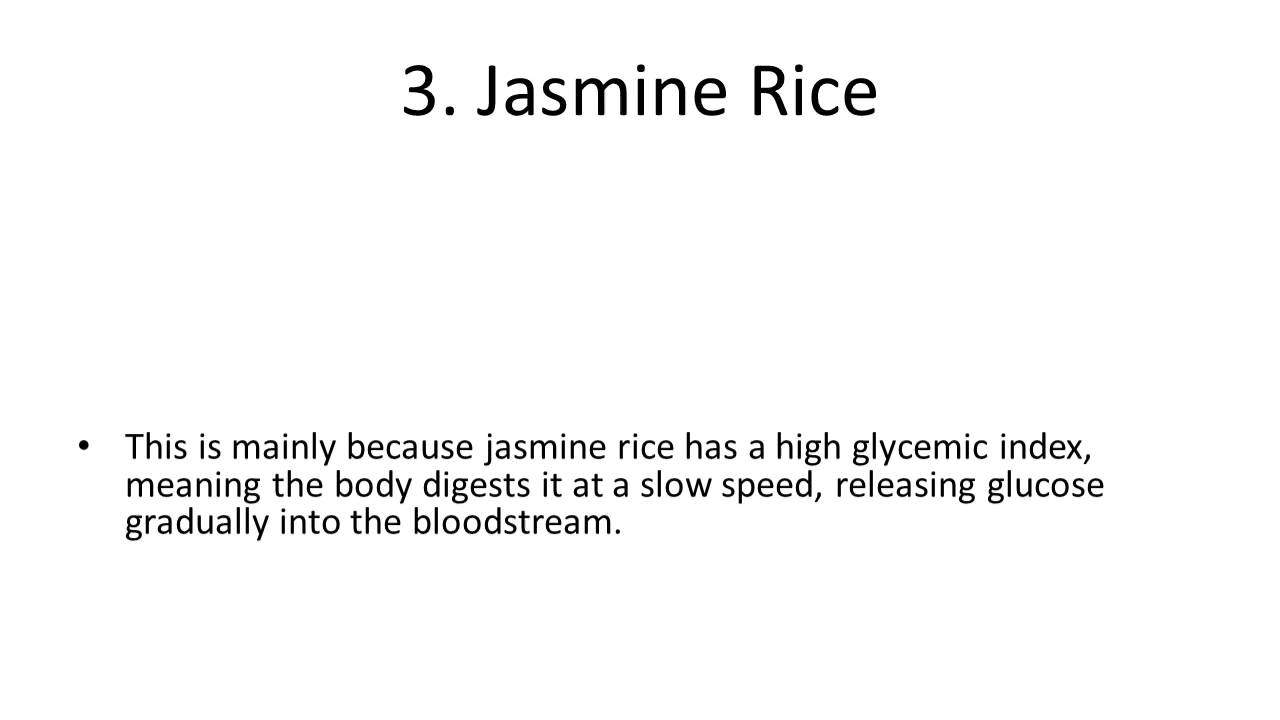 3. Jasmine Rice
• This is mainly because jasmine rice has a high glycemic index,
meaning the body digests it at a slow speed, releasing glucose
gradually into the bloodstream.